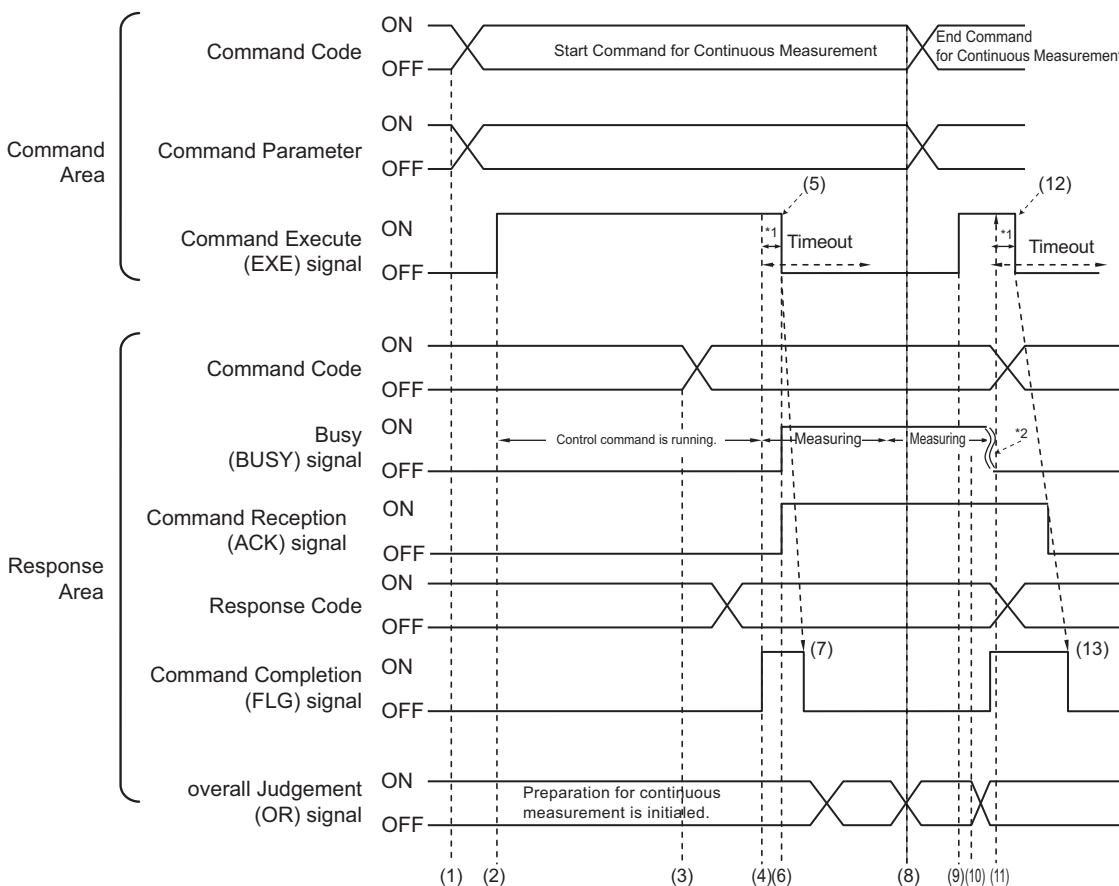 Command
Area
Command Code
ON
OFF
Start Command for Continuous Measurement
End Command
for Continuous Measurement
Command Parameter
ON
OFF
Command Execute
(EXE) signal
ON
OFF
*1
Timeout
(5)
*1
Timeout
(12)
Response
Area
Command Code
ON
OFF
Busy
(BUSY) signal
ON
OFF
Control command is running.
Measuring
Measuring
*2
Command Reception
(ACK) signal
ON
OFF
Response Code
ON
OFF
Command Completion
(FLG) signal
ON
OFF
(7)
(13)
overall Judgement
(OR) signal
ON
OFF
Preparation for continuous
measurement is initialed.
(1) (2) (3) (4) (6) (8) (9) (10) (11)